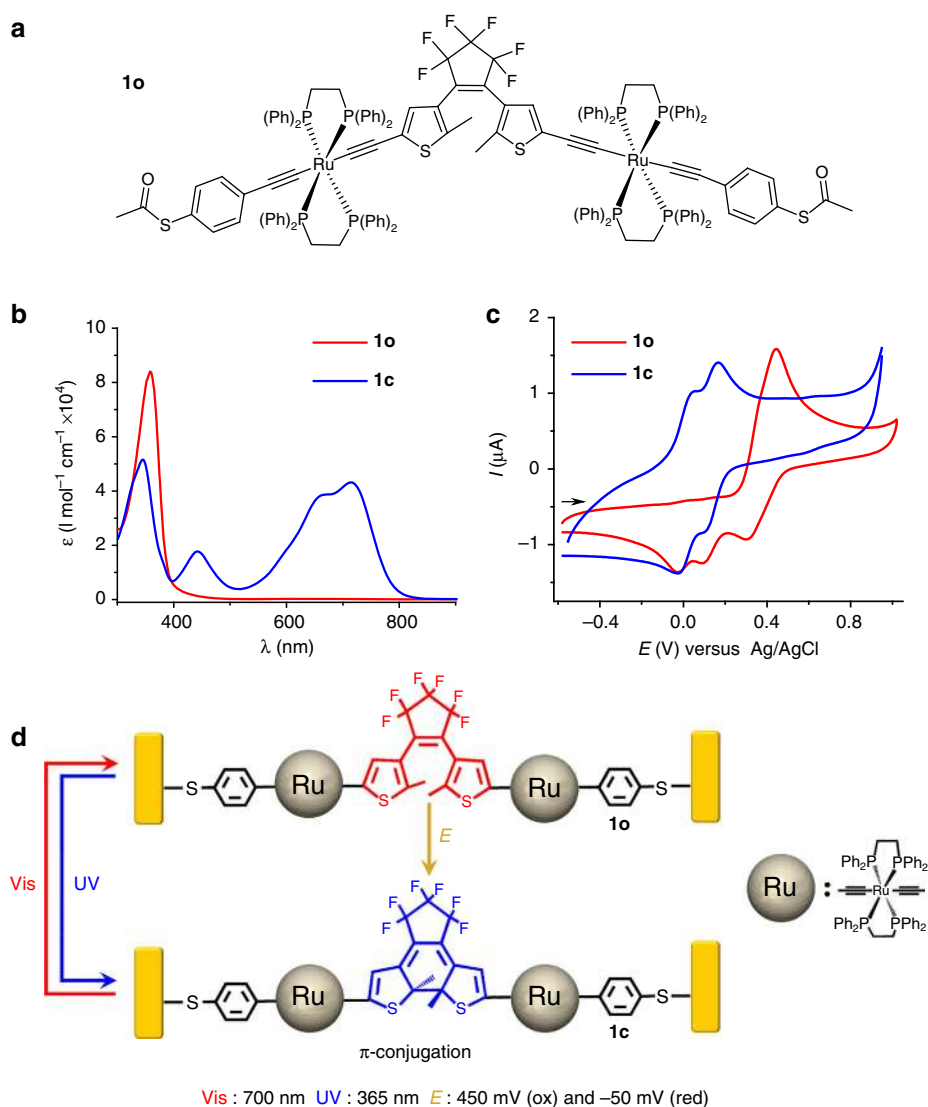 a
1o
F F F F F F
(Ph)₂P P(Ph)₂ (Ph)₂P P(Ph)₂
Ru S S Ru
(Ph)₂P P(Ph)₂ (Ph)₂P P(Ph)₂
O S S O
b
10
8
6
4
2
0
ε (l mol⁻¹ cm⁻¹ ×10⁴)
1o
1c
400 600 800
λ (nm)
c
2
1
0
−1
I (μA)
1o
1c
−0.4 0.0 0.4 0.8
E (V) versus Ag/AgCl
d
F F F F F F
S Ru S S Ru S
1o
Vis
UV
E
F F F F F F
S Ru S S Ru S
1c
π-conjugation
Ru :
Ph₂P PPh₂
Ru
Ph₂P PPh₂
Vis : 700 nm UV : 365 nm E : 450 mV (ox) and –50 mV (red)